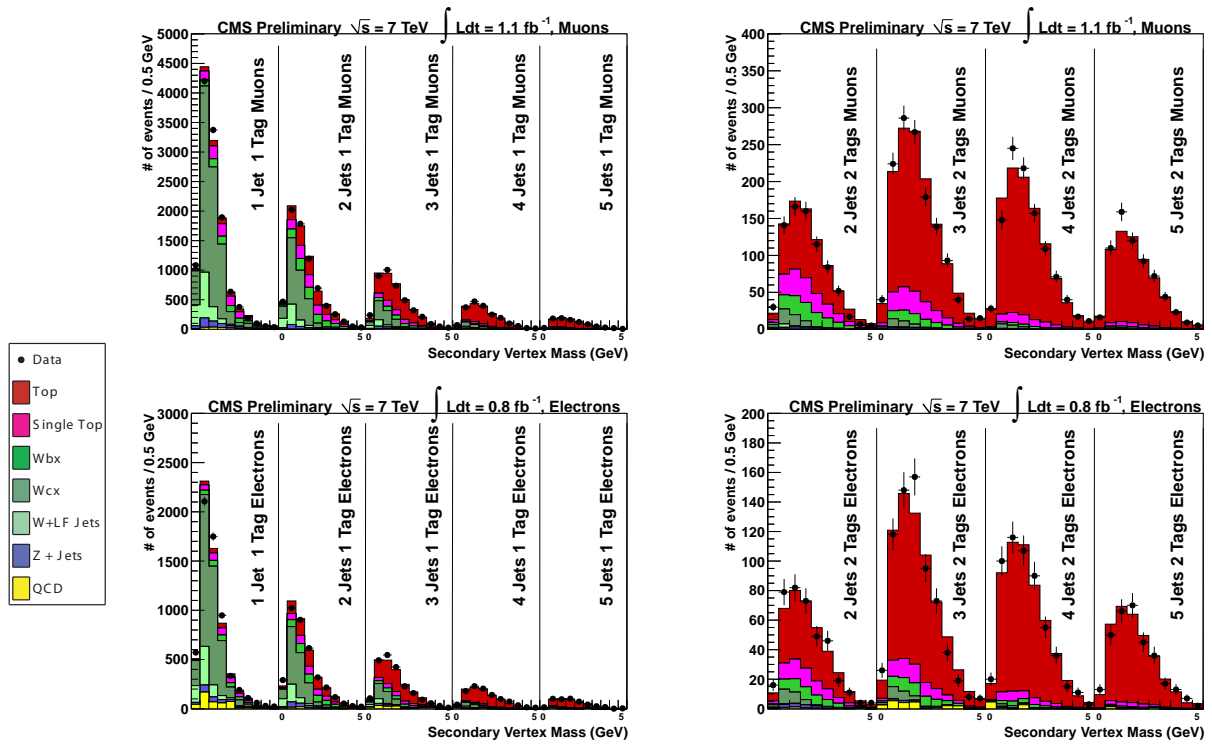 CMS Preliminary √s = 7 TeV ∫ Ldt = 1.1 fb⁻¹, Muons
# of events / 0.5 GeV
5000
4500
4000
3500
3000
2500
2000
1500
1000
500
0
1 Jet 1 Tag Muons
2 Jets 1 Tag Muons
3 Jets 1 Tag Muons
4 Jets 1 Tag Muons
5 Jets 1 Tag Muons
0 5 0 5 0 5 0 5 0 5
Secondary Vertex Mass (GeV)
CMS Preliminary √s = 7 TeV ∫ Ldt = 1.1 fb⁻¹, Muons
# of events / 0.5 GeV
400
350
300
250
200
150
100
50
0
2 Jets 2 Tags Muons
3 Jets 2 Tags Muons
4 Jets 2 Tags Muons
5 Jets 2 Tags Muons
5 0 5 0 5 0 5
Secondary Vertex Mass (GeV)
Data
Top
Single Top
Wbx
Wcx
W+LF Jets
Z + Jets
QCD
CMS Preliminary √s = 7 TeV ∫ Ldt = 0.8 fb⁻¹, Electrons
# of events / 0.5 GeV
3000
2500
2000
1500
1000
500
0
1 Jet 1 Tag Electrons
2 Jets 1 Tag Electrons
3 Jets 1 Tag Electrons
4 Jets 1 Tag Electrons
5 Jets 1 Tag Electrons
0 5 0 5 0 5 0 5
Secondary Vertex Mass (GeV)
CMS Preliminary √s = 7 TeV ∫ Ldt = 0.8 fb⁻¹, Electrons
# of events / 0.5 GeV
200
180
160
140
120
100
80
60
40
20
0
2 Jets 2 Tags Electrons
3 Jets 2 Tags Electrons
4 Jets 2 Tags Electrons
5 Jets 2 Tags Electrons
5 0 5 0 5 0 5
Secondary Vertex Mass (GeV)